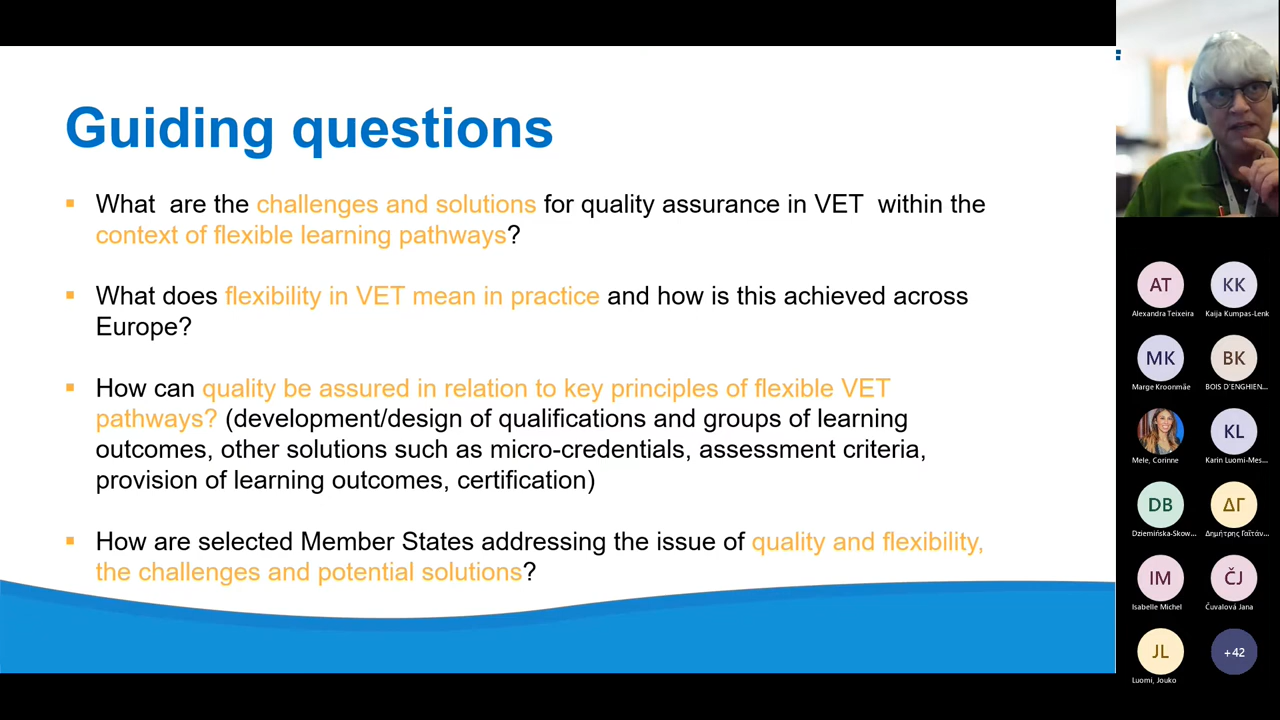 Guiding questions
▪ What are the challenges and solutions for quality assurance in VET within the
context of flexible learning pathways?
▪ What does flexibility in VET mean in practice and how is this achieved across
Europe?
▪ How can quality be assured in relation to key principles of flexible VET
pathways? (development/design of qualifications and groups of learning
outcomes, other solutions such as micro-credentials, assessment criteria,
provision of learning outcomes, certification)
▪ How are selected Member States addressing the issue of quality and flexibility,
the challenges and potential solutions?
AT KK
Alexandra Teixeira Kaija Kumpas-Lenk
MK BK
Marge Kroonmäe BOIS D'ENGHIEN...
KL
Mele, Corinne Karin Luomi-Mes...
DB ΔΓ
Dziemińska-Skow... Δημήτρης Γαϊτάν...
IM ČJ
Isabelle Michel Čuvalová Jana
JL +42
Luomi, Jouko